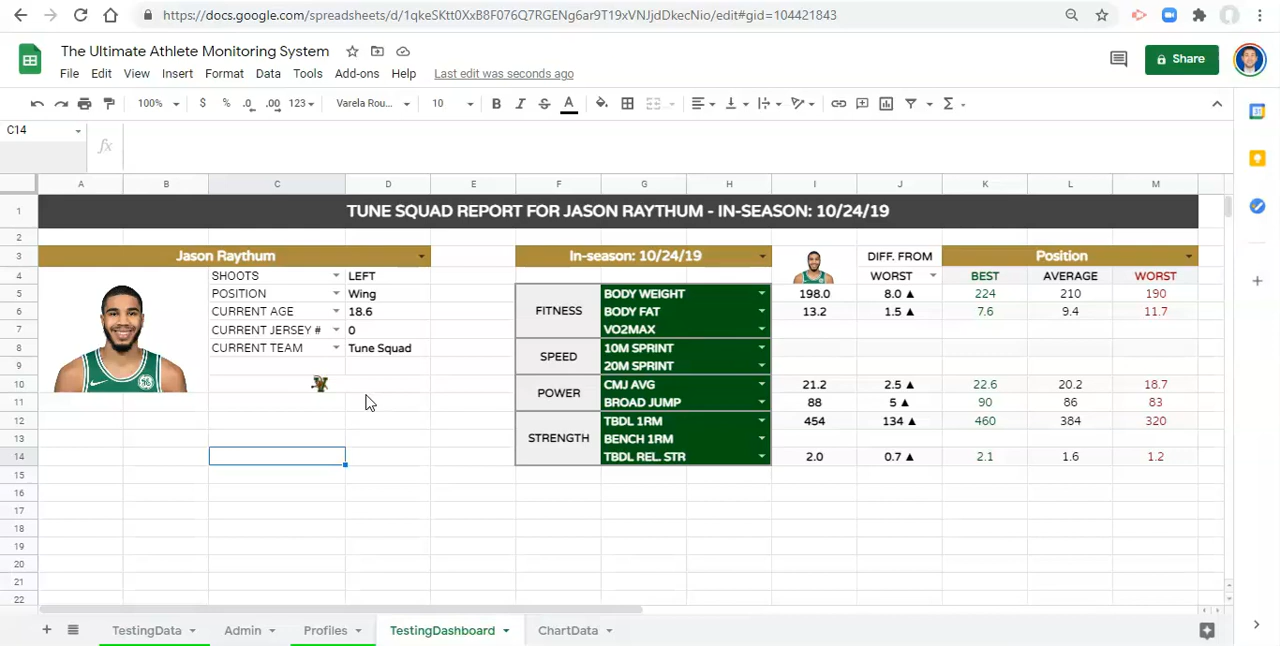 https://docs.google.com/spreadsheets/d/1qkeSKtt0XxB8F076Q7RGENg6ar9T19xVNJjdDkecNio/edit#gid=104421843
The Ultimate Athlete Monitoring System
File Edit View Insert Format Data Tools Add-ons Help Last edit was seconds ago
Share
100% $ % .0 .00 123 Varela Rou... 10 B I S A
C14 fx
A B C D E F G H I J K L M
1 TUNE SQUAD REPORT FOR JASON RAYTHUM - IN-SEASON: 10/24/19
2
3 Jason Raythum In-season: 10/24/19 DIFF. FROM Position
4 SHOOTS LEFT WORST BEST AVERAGE WORST
5 POSITION Wing BODY WEIGHT 198.0 8.0 ▲ 224 210 190
6 CURRENT AGE 18.6 FITNESS BODY FAT 13.2 1.5 ▲ 7.6 9.4 11.7
7 CURRENT JERSEY # 0 VO2MAX
8 CURRENT TEAM Tune Squad SPEED 10M SPRINT
9 20M SPRINT
10 POWER CMJ AVG 21.2 2.5 ▲ 22.6 20.2 18.7
11 BROAD JUMP 88 5 ▲ 90 86 83
12 TBDL 1RM 454 134 ▲ 460 384 320
13 STRENGTH BENCH 1RM
14 TBDL REL. STR 2.0 0.7 ▲ 2.1 1.6 1.2
15
16
17
18
19
20
21
22
TestingData Admin Profiles TestingDashboard ChartData